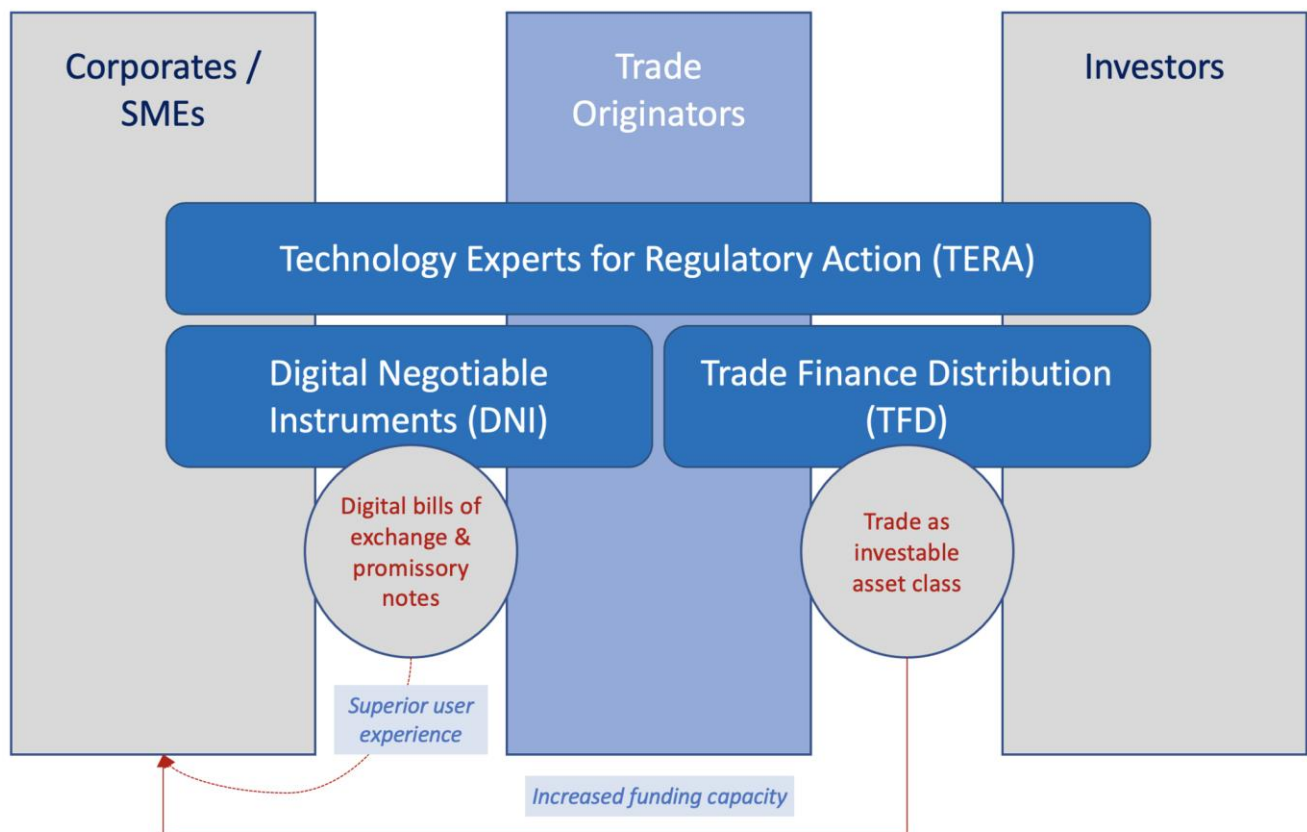 Corporates /
SMEs
Trade
Originators
Investors
Technology Experts for Regulatory Action (TERA)
Digital Negotiable
Instruments (DNI)
Trade Finance Distribution
(TFD)
Digital bills of
exchange &
promissory
notes
Trade as
investable
asset class
Superior user
experience
Increased funding capacity